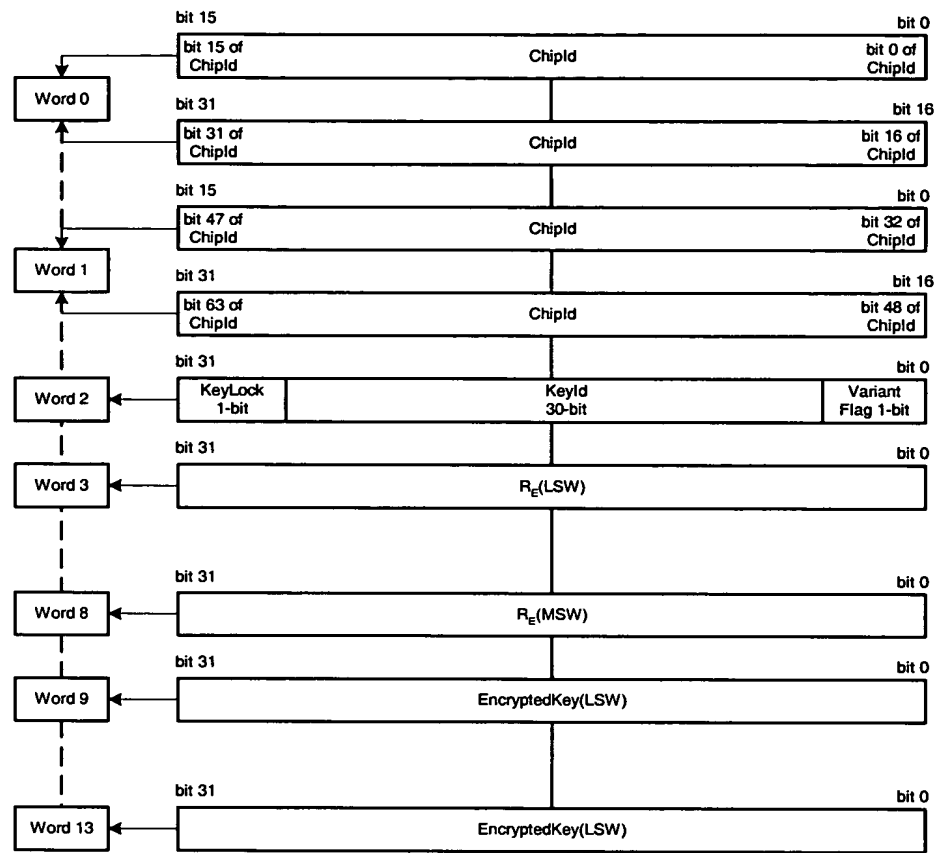 bit 15 bit 0
bit 15 of ChipId bit 0 of
ChipId ChipId
Word 0
bit 31 bit 16
bit 31 of ChipId bit 16 of
ChipId ChipId
bit 15 bit 0
bit 47 of ChipId bit 32 of
ChipId ChipId
Word 1
bit 31 bit 16
bit 63 of ChipId bit 48 of
ChipId ChipId
bit 31 bit 0
Word 2 KeyLock KeyId Variant
1-bit 30-bit Flag 1-bit
bit 31 bit 0
Word 3 RE(LSW)
bit 31 bit 0
Word 8 RE(MSW)
bit 31 bit 0
Word 9 EncryptedKey(LSW)
bit 31 bit 0
Word 13 EncryptedKey(LSW)